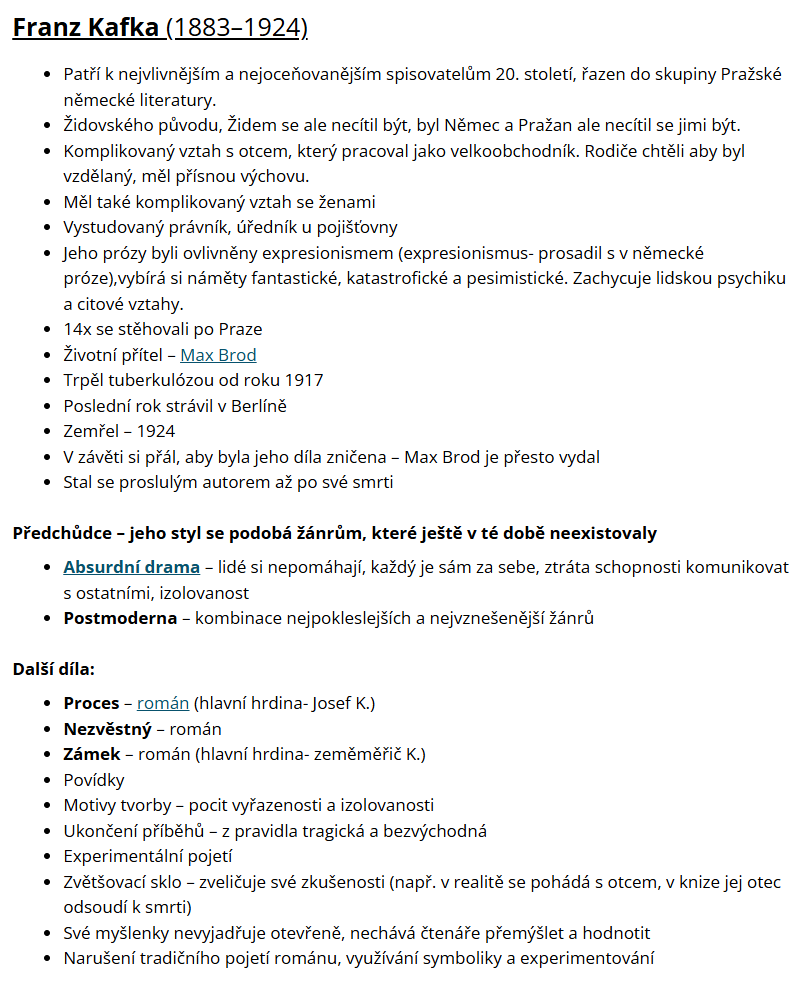 Franz Kafka (1883–1924)
• Patří k nejvlivnějším a nejoceňovanějším spisovatelům 20. století, řazen do skupiny Pražské
německé literatury.
• Židovského původu, Židem se ale necítil být, byl Němec a Pražan ale necítil se jimi být.
• Komplikovaný vztah s otcem, který pracoval jako velkoobchodník. Rodiče chtěli aby byl
vzdělaný, měl přísnou výchovu.
• Měl také komplikovaný vztah se ženami
• Vystudovaný právník, úředník u pojišťovny
• Jeho prózy byli ovlivněny expresionismem (expresionismus- prosadil s v německé
próze),vybírá si náměty fantastické, katastrofické a pesimistické. Zachycuje lidskou psychiku
a citové vztahy.
• 14x se stěhovali po Praze
• Životní přítel – Max Brod
• Trpěl tuberkulózou od roku 1917
• Poslední rok strávil v Berlíně
• Zemřel – 1924
• V závěti si přál, aby byla jeho díla zničena – Max Brod je přesto vydal
• Stal se proslulým autorem až po své smrti
Předchůdce – jeho styl se podobá žánrům, které ještě v té době neexistovaly
• Absurdní drama – lidé si nepomáhají, každý je sám za sebe, ztráta schopnosti komunikovat
s ostatními, izolovanost
• Postmoderna – kombinace nejpokleslejších a nejvznešenější žánrů
Další díla:
• Proces – román (hlavní hrdina- Josef K.)
• Nezvěstný – román
• Zámek – román (hlavní hrdina- zeměměřič K.)
• Povídky
• Motivy tvorby – pocit vyřazenosti a izolovanosti
• Ukončení příběhů – z pravidla tragická a bezvýchodná
• Experimentální pojetí
• Zvětšovací sklo – zveličuje své zkušenosti (např. v realitě se pohádá s otcem, v knize jej otec
odsoudí k smrti)
• Své myšlenky nevyjadřuje otevřeně, nechává čtenáře přemýšlet a hodnotit
• Narušení tradičního pojetí románu, využívání symboliky a experimentování